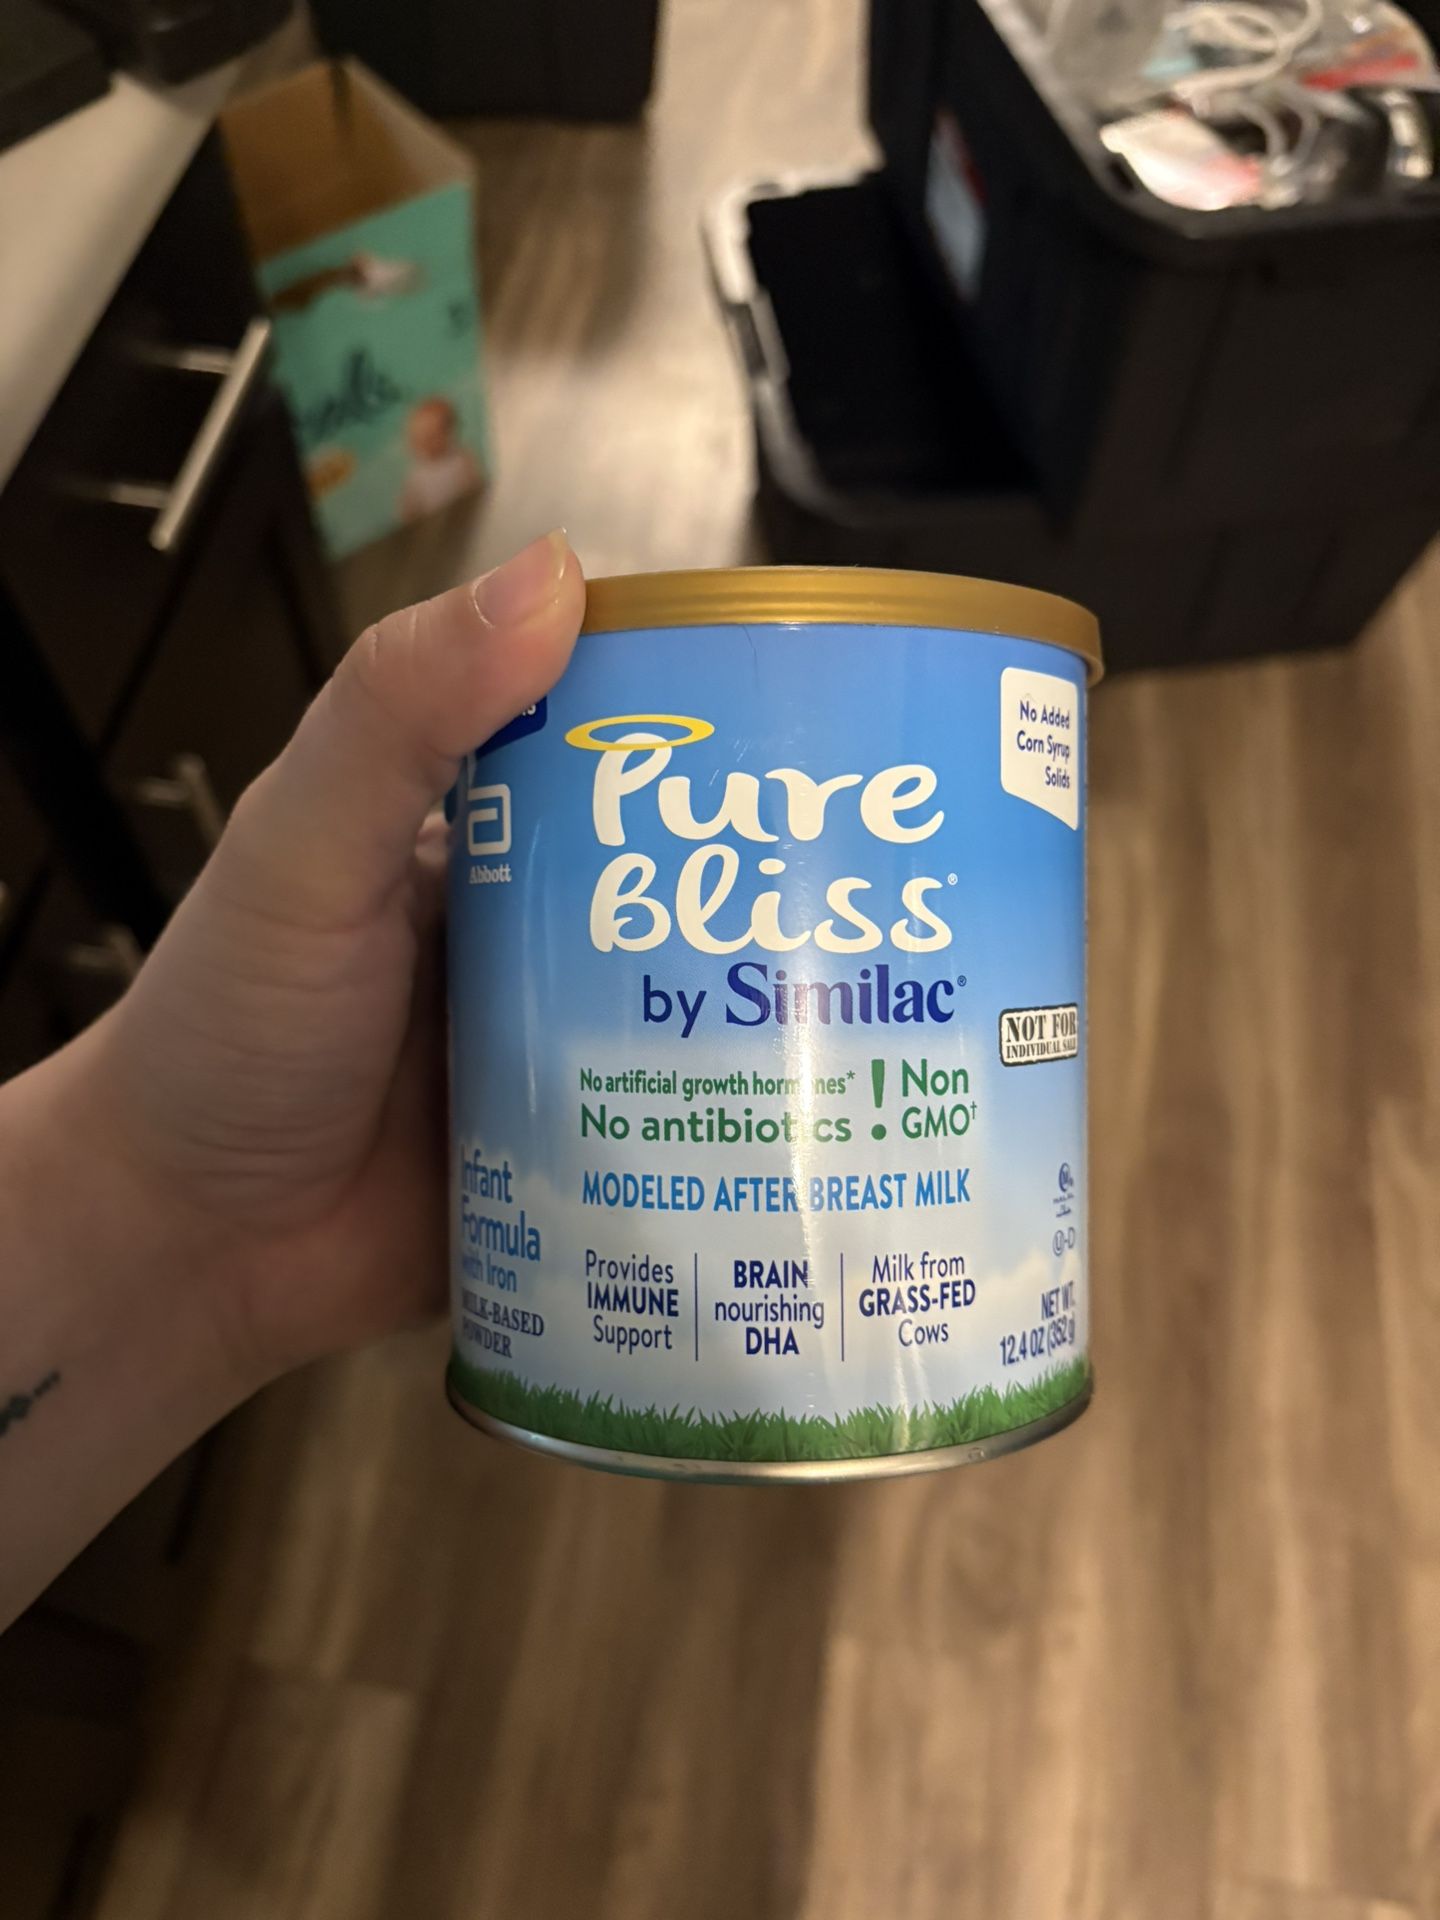 Pure
Bliss®
by Similac®
Abbott
No Added
Corn Syrup
Solids
NOT FOR
INDIVIDUAL SALE
No artificial growth hormones*
No antibiotics
! Non
GMO†
MODELED AFTER BREAST MILK
Infant
Formula
with Iron
MILK-BASED
POWDER
Provides
IMMUNE
Support
BRAIN
nourishing
DHA
Milk from
GRASS-FED
Cows
U-D
NET WT.
12.4 OZ (352 g)